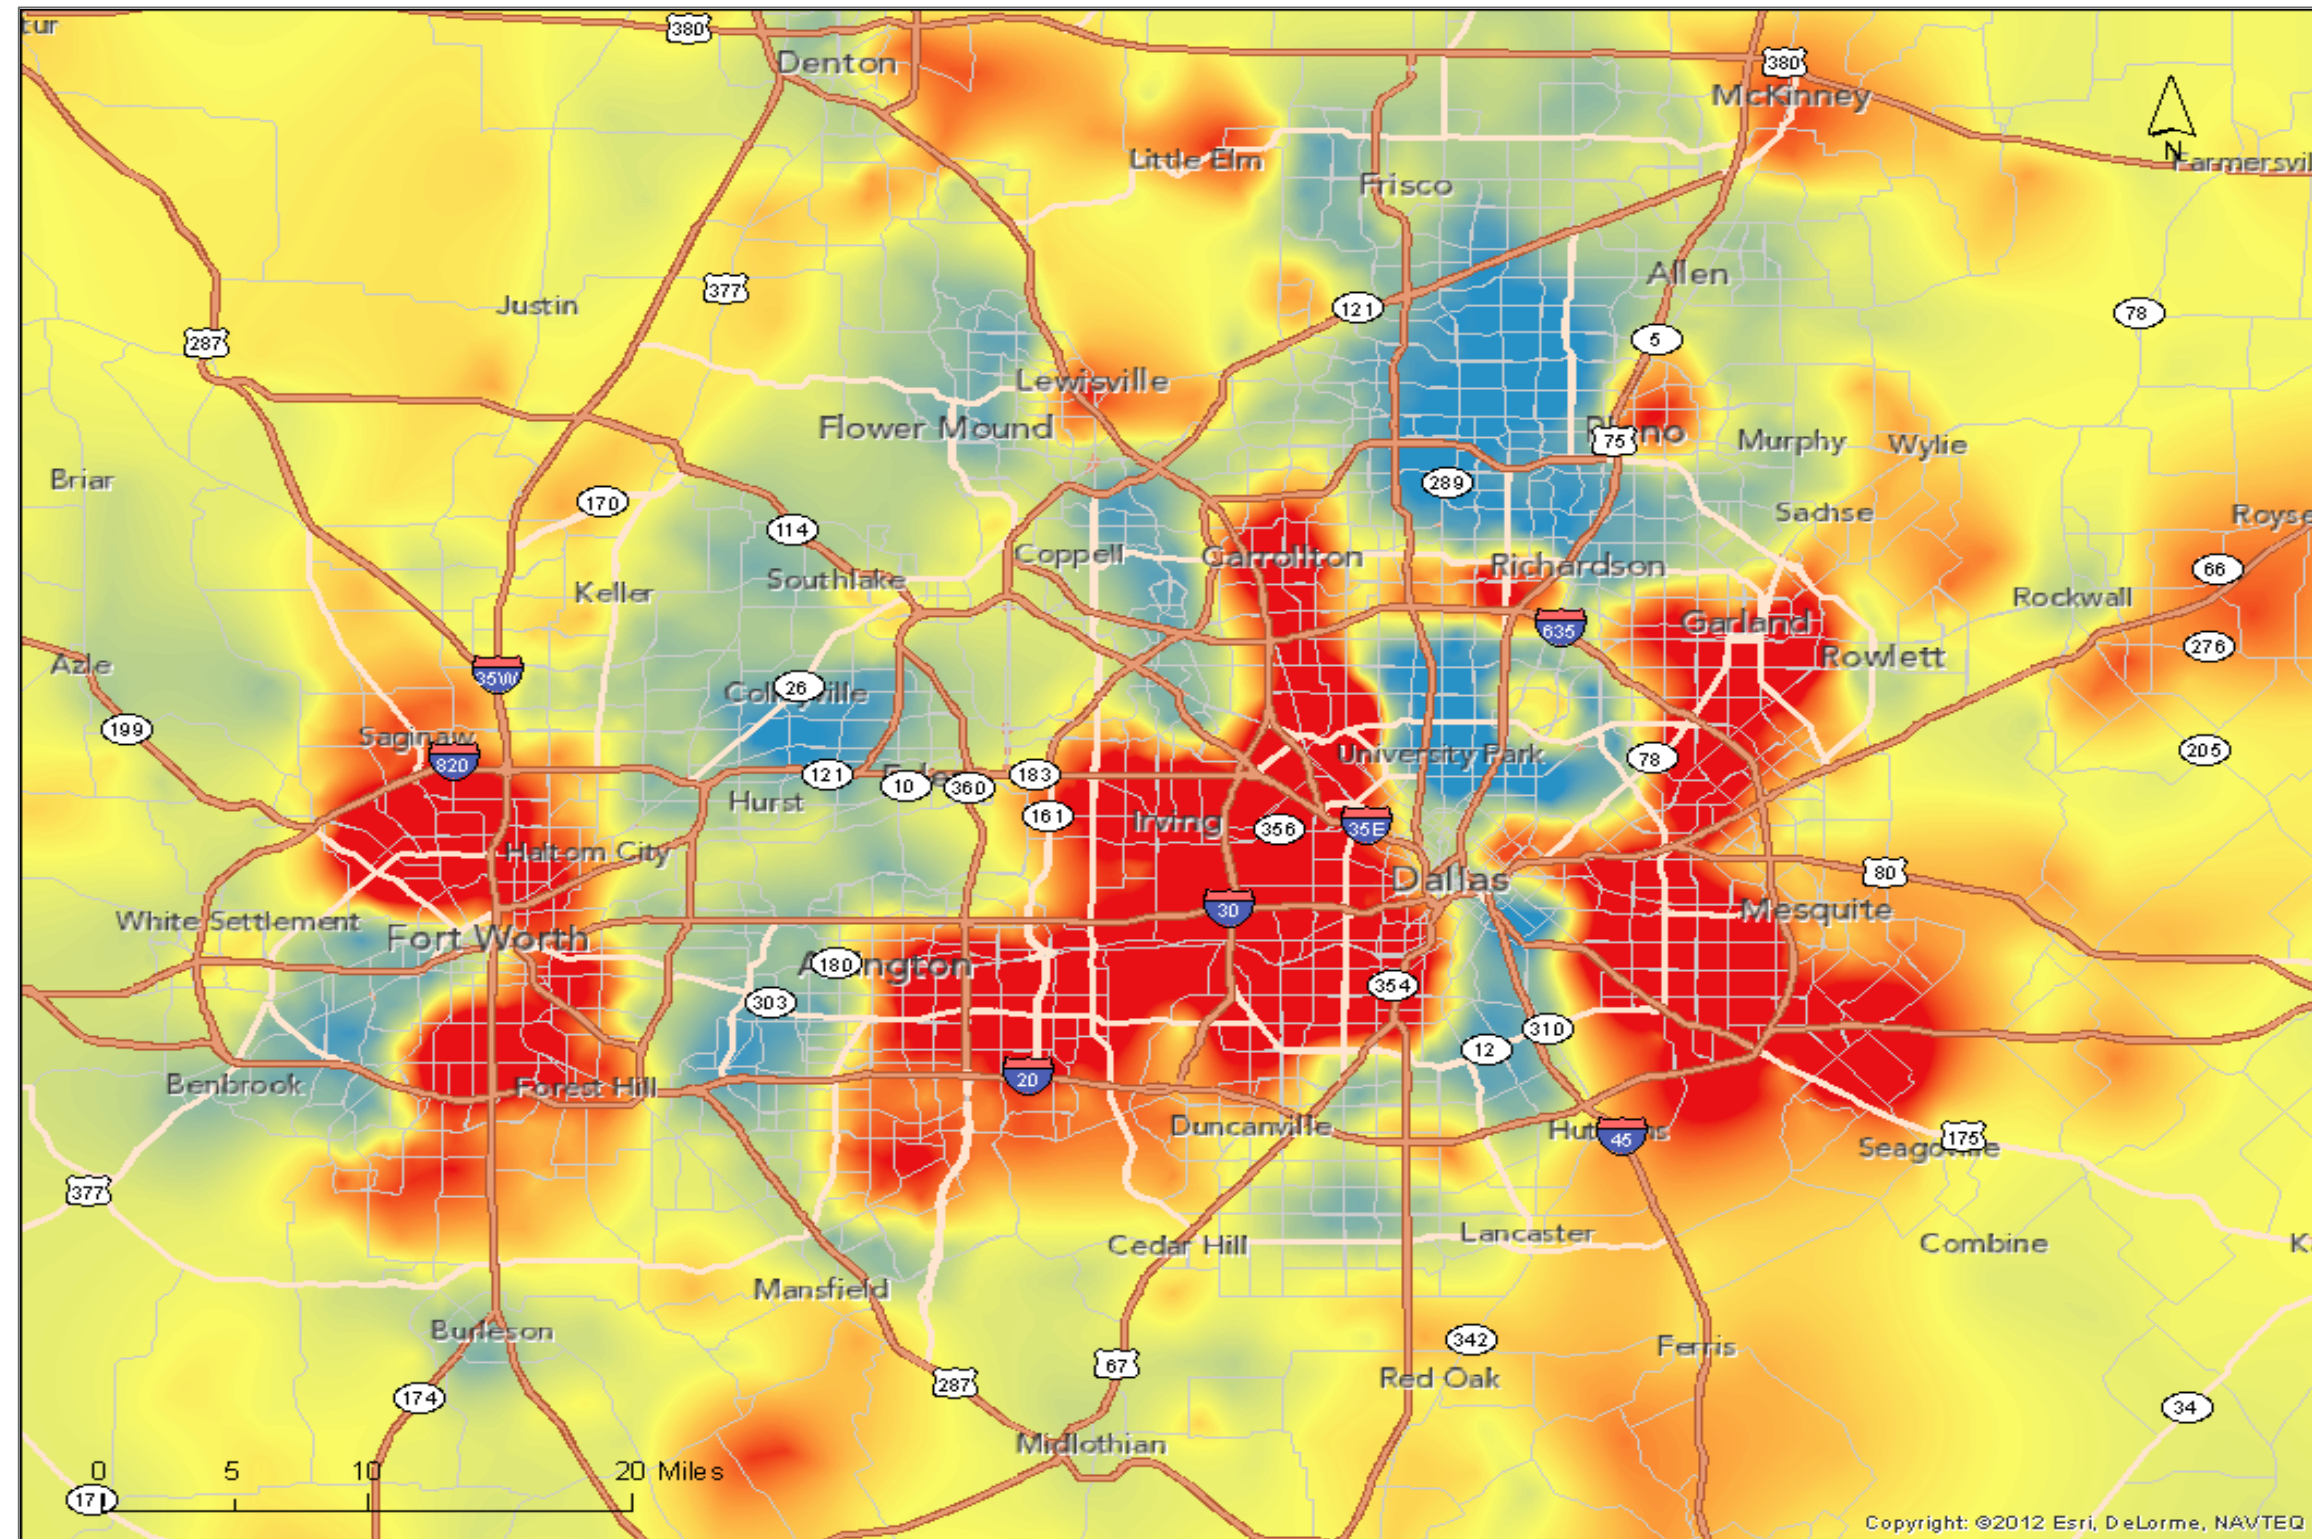 380
Denton
380
McKinney
N
Little Elm
Farmersvil
Frisco
Allen
377
Justin
121
78
287
5
Lewisville
Flower Mound
75
Murphy
Wylie
Briar
170
289
114
Sachse
Royse
Coppell
Carrollton
Richardson
66
Southlake
Keller
Rockwall
Garland
635
276
Azle
Rowlett
35W
26
199
Saginaw
820
University Park
78
205
121
10
360
183
Hurst
161
Irving
356
35E
Haltom City
80
Dallas
30
Mesquite
White Settlement
Fort Worth
180
354
303
310
12
Benbrook
Forest Hill
20
Duncanville
45
175
377
Cedar Hill
Lancaster
Combine
Mansfield
Burleson
342
Ferris
67
Red Oak
287
174
34
Midlothian
0 5 10 20 Miles
17
Copyright: ©2012 Esri, DeLorme, NAVTEQ